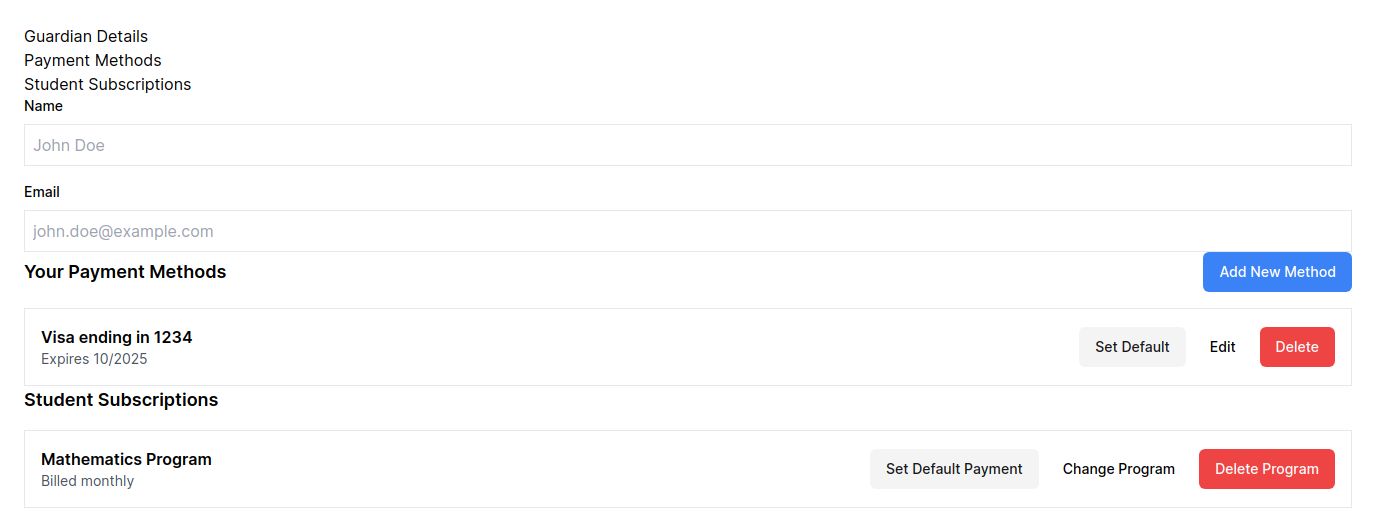 Guardian Details
Payment Methods
Student Subscriptions
Name
John Doe
Email
john.doe@example.com
Your Payment Methods Add New Method
Visa ending in 1234
Expires 10/2025
Set Default Edit Delete
Student Subscriptions
Mathematics Program
Billed monthly
Set Default Payment Change Program Delete Program